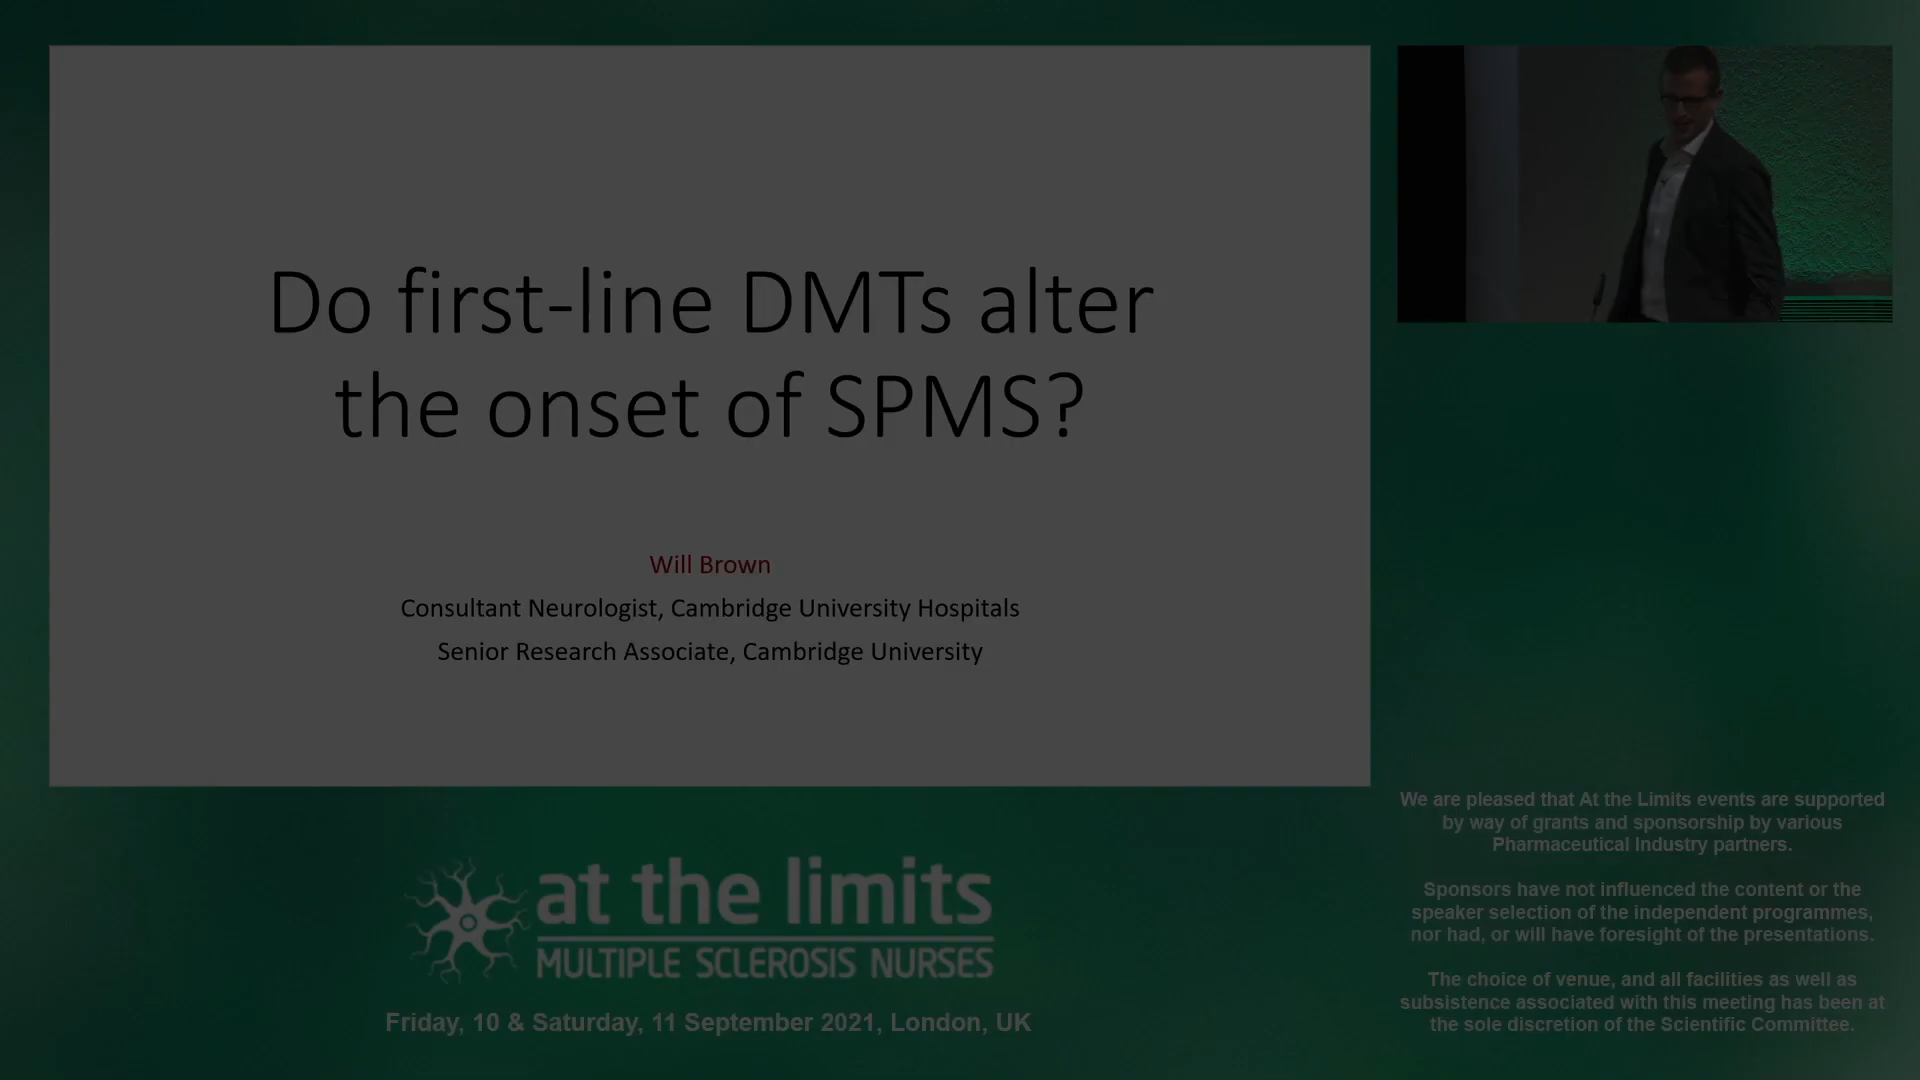 Do first-line DMTs alter
the onset of SPMS?
Will Brown
Consultant Neurologist, Cambridge University Hospitals
Senior Research Associate, Cambridge University
at the limits
MULTIPLE SCLEROSIS NURSES
Friday, 10 & Saturday, 11 September 2021, London, UK
We are pleased that At the Limits events are supported
by way of grants and sponsorship by various
Pharmaceutical Industry partners.
Sponsors have not influenced the content or the
speaker selection of the independent programmes,
nor had, or will have foresight of the presentations.
The choice of venue, and all facilities as well as
subsistence associated with this meeting has been at
the sole discretion of the Scientific Committee.